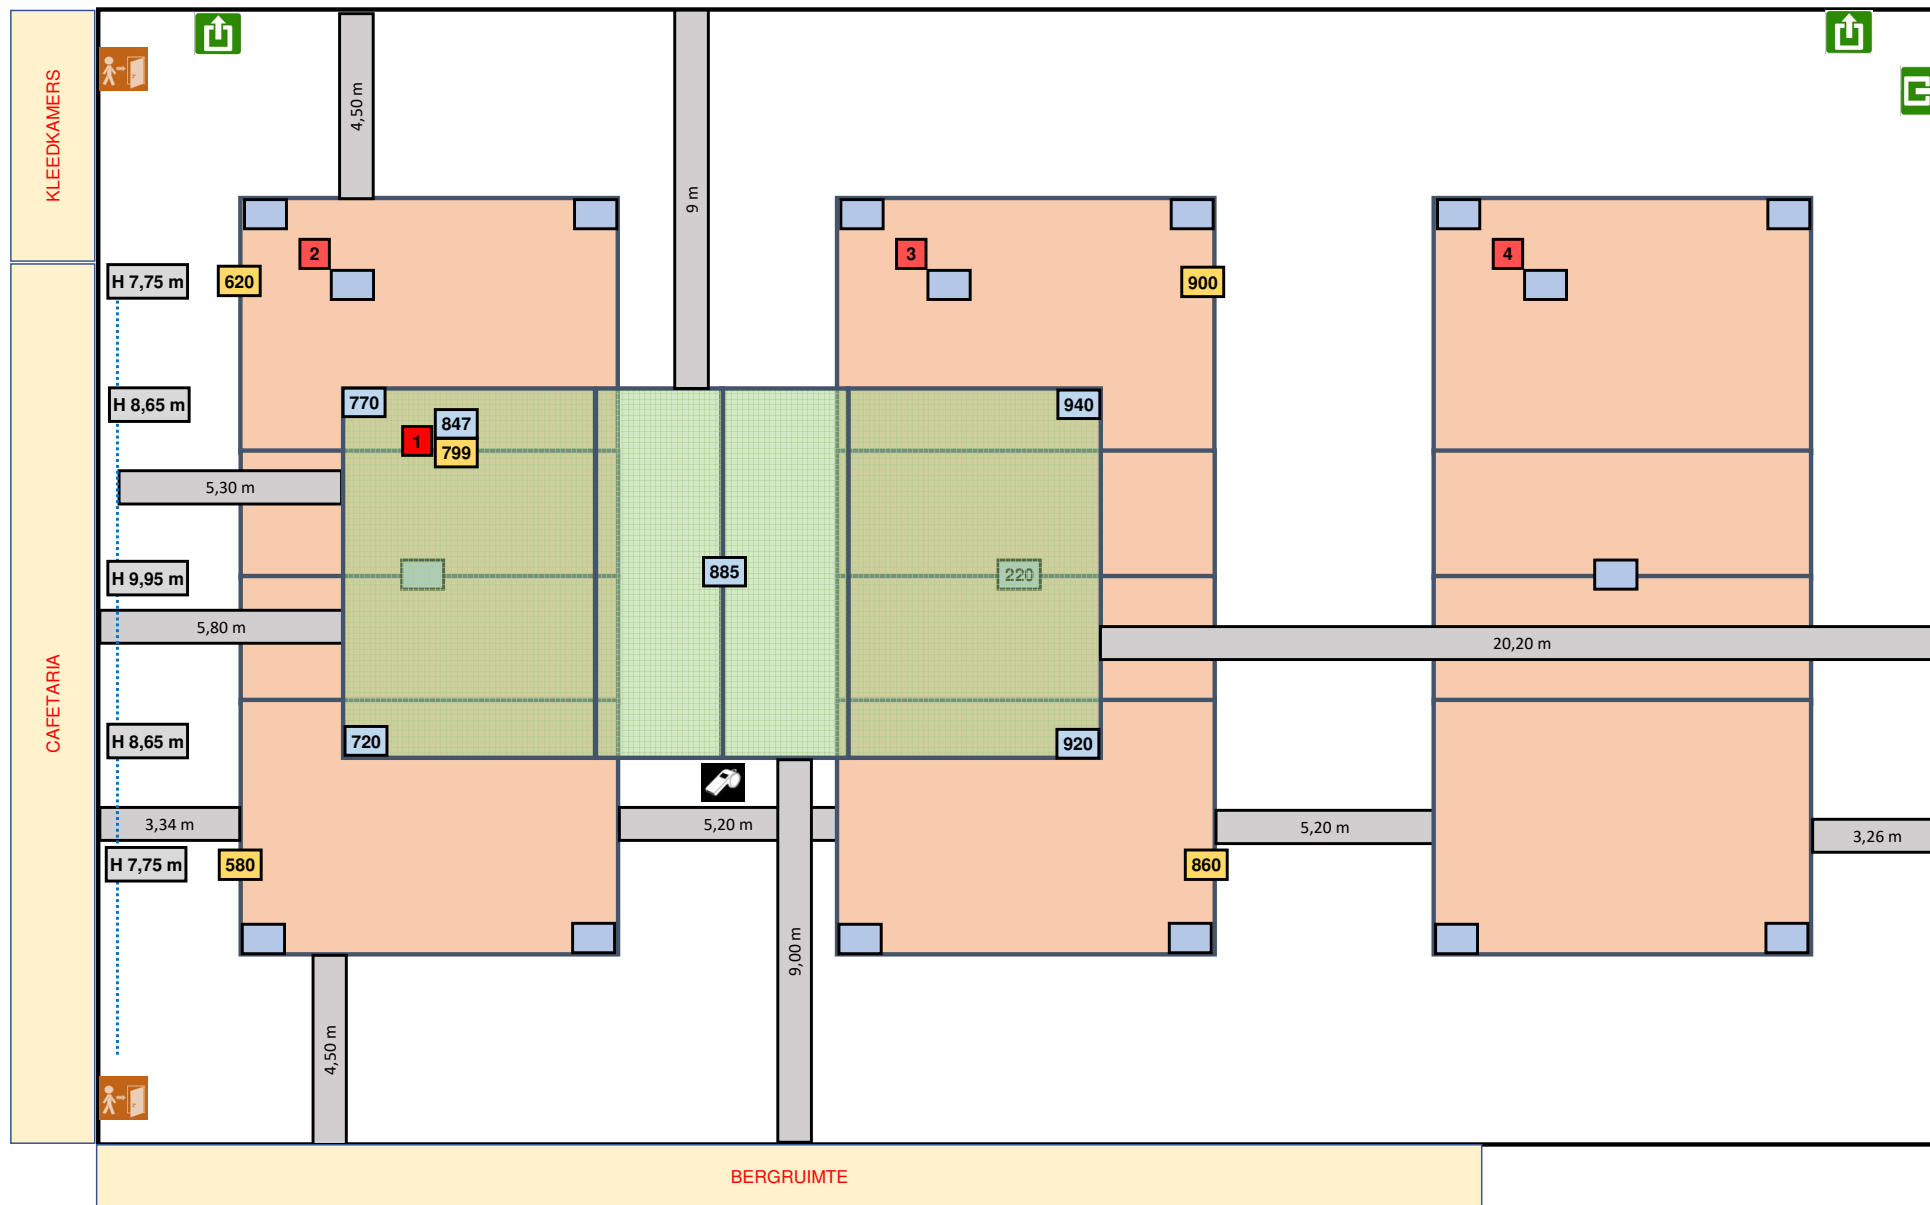 KLEEDKAMERS
4,50 m
9 m
2
3
4
H 7,75 m
620
900
770
940
H 8,65 m
847
1
799
5,30 m
885
220
H 9,95 m
5,80 m
20,20 m
CAFETARIA
720
920
H 8,65 m
3,34 m
5,20 m
5,20 m
3,26 m
H 7,75 m
580
860
9,00 m
4,50 m
BERGRUIMTE